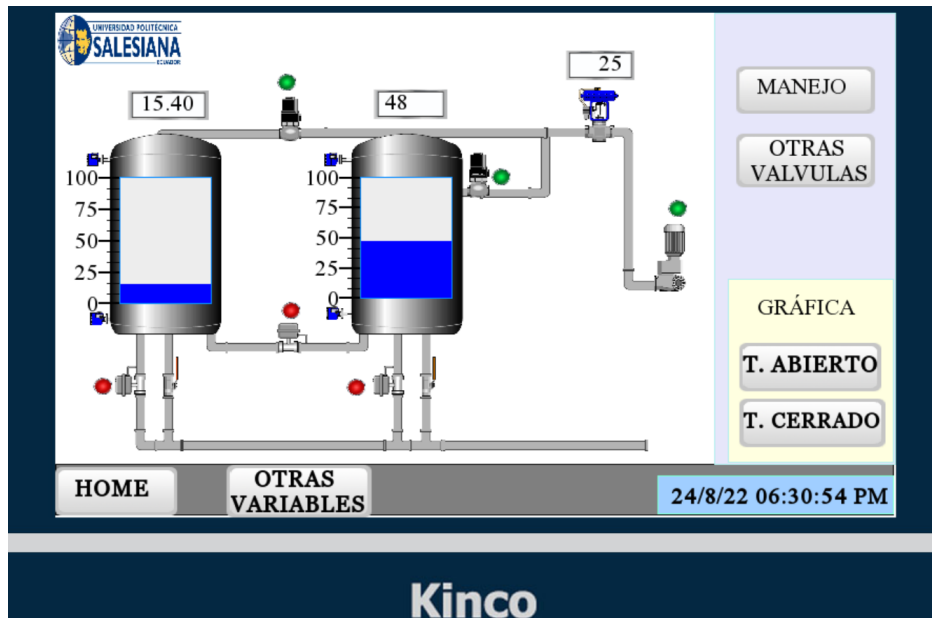 UNIVERSIDAD POLITÉCNICA
SALESIANA
ECUADOR
15.40
48
25
100
75
50
25
0
100
75
50
25
0
MANEJO
OTRAS
VALVULAS
GRÁFICA
T. ABIERTO
T. CERRADO
HOME
OTRAS
VARIABLES
24/8/22 06:30:54 PM
Kinco